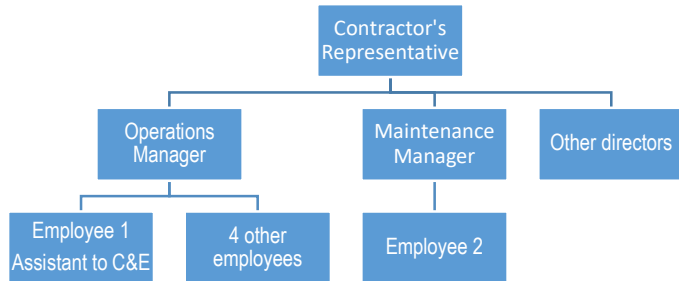 Contractor's
Representative
Operations
Manager
Maintenance
Manager
Other directors
Employee 1
Assistant to C&E
4 other
employees
Employee 2